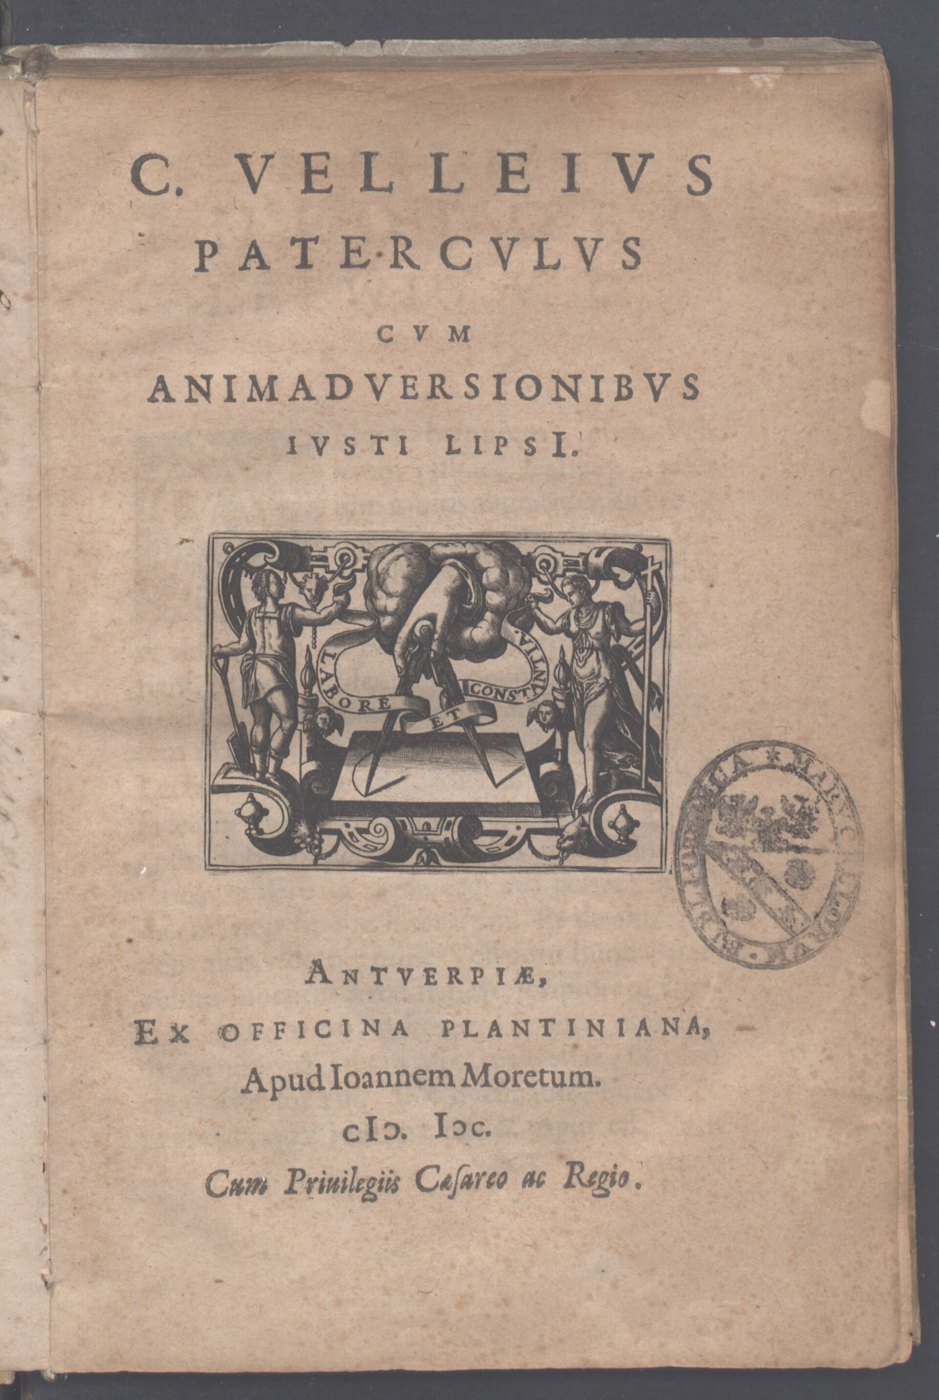 C. VELLEIVS
PATERCVLVS
CVM
ANIMADVERSIONIBVS
IVSTI LIPSI.
LABORE ET CONSTANTIA.
ANTVERPIÆ,
EX OFFICINA PLANTINIANA,
Apud Ioannem Moretum.
cIↄ. Iↄc.
Cum Priuilegiis Cæſareo ac Regio.